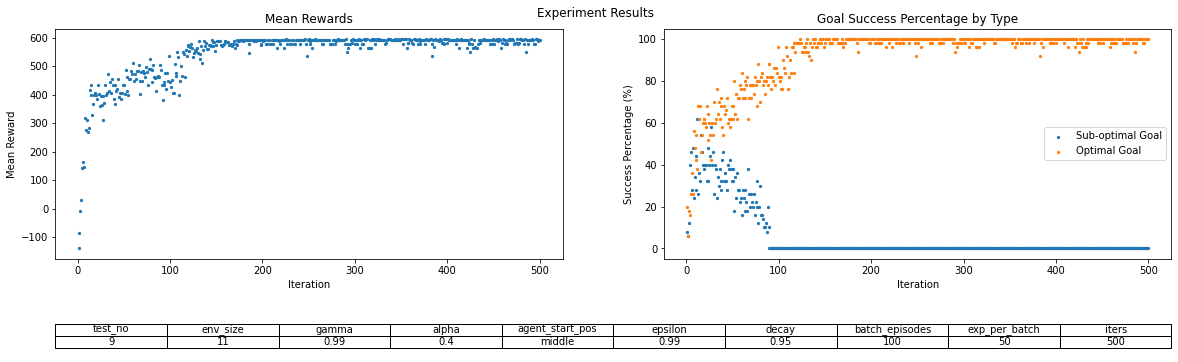 Experiment Results
Mean Rewards
600
500
400
300
200
100
0
−100
Mean Reward
0 100 200 300 400 500
Iteration
Goal Success Percentage by Type
100
80
60
40
20
0
Success Percentage (%)
Sub-optimal Goal
Optimal Goal
0 100 200 300 400 500
Iteration
test_no env_size gamma alpha agent_start_pos epsilon decay batch_episodes exp_per_batch iters
9 11 0.99 0.4 middle 0.99 0.95 100 50 500